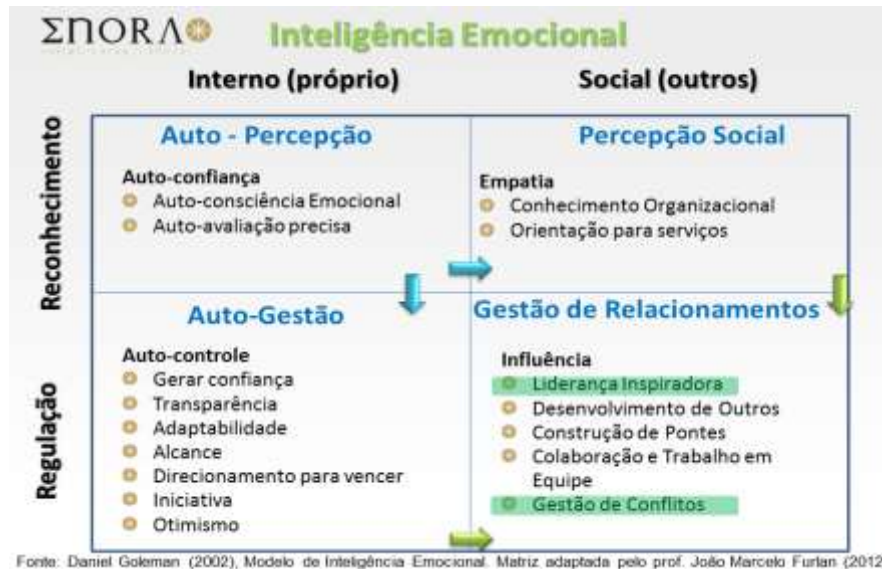 ΣΠORΛ
Inteligência Emocional
Interno (próprio)
Social (outros)
Reconhecimento
Auto - Percepção
Auto-confiança
Auto-consciência Emocional
Auto-avaliação precisa
Percepção Social
Empatia
Conhecimento Organizacional
Orientação para serviços
Regulação
Auto-Gestão
Auto-controle
Gerar confiança
Transparência
Adaptabilidade
Alcance
Direcionamento para vencer
Iniciativa
Otimismo
Gestão de Relacionamentos
Influência
Liderança Inspiradora
Desenvolvimento de Outros
Construção de Pontes
Colaboração e Trabalho em
Equipe
Gestão de Conflitos
Fonte: Daniel Goleman (2002), Modelo de Inteligência Emocional. Matriz adaptada pelo prof. João Marcelo Furlan (2012